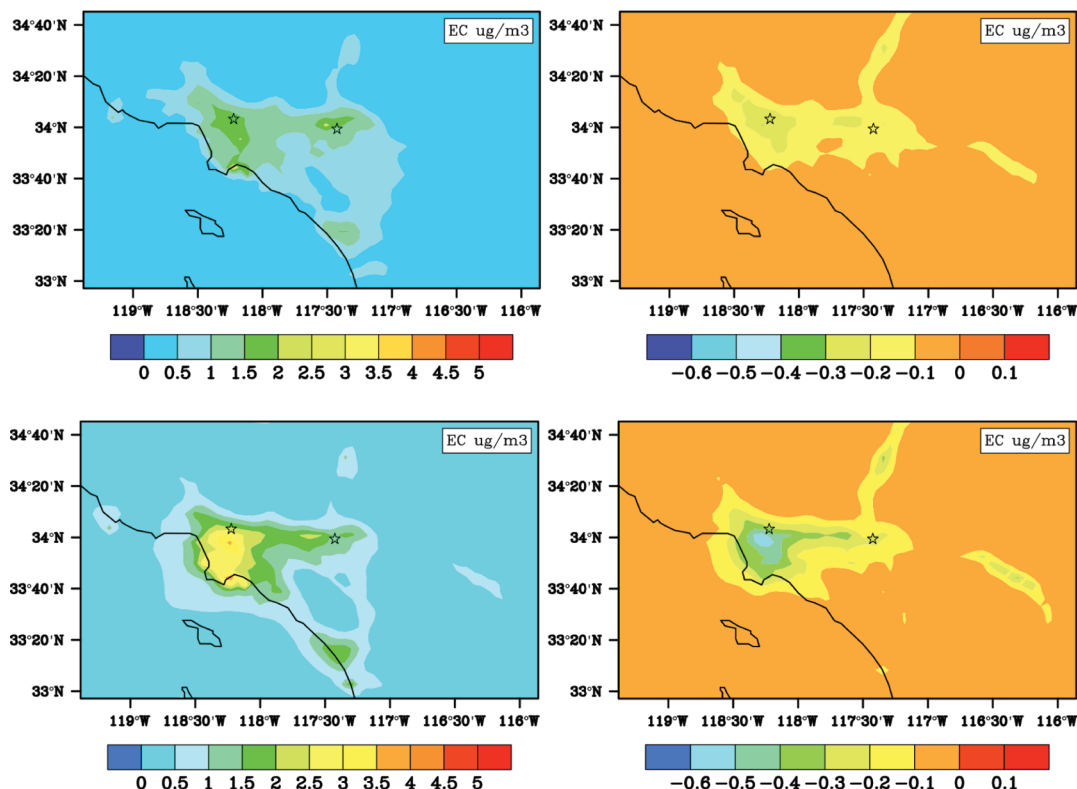 34°40'N
34°20'N
34°N
33°40'N
33°20'N
33°N
EC ug/m3
119°W 118°30'W 118°W 117°30'W 117°W 116°30'W 116°W
0 0.5 1 1.5 2 2.5 3 3.5 4 4.5 5
34°40'N
34°20'N
34°N
33°40'N
33°20'N
33°N
EC ug/m3
119°W 118°30'W 118°W 117°30'W 117°W 116°30'W 116°W
−0.6 −0.5 −0.4 −0.3 −0.2 −0.1 0 0.1
34°40'N
34°20'N
34°N
33°40'N
33°20'N
33°N
EC ug/m3
119°W 118°30'W 118°W 117°30'W 117°W 116°30'W 116°W
0 0.5 1 1.5 2 2.5 3 3.5 4 4.5 5
34°40'N
34°20'N
34°N
33°40'N
33°20'N
33°N
EC ug/m3
119°W 118°30'W 118°W 117°30'W 117°W 116°30'W 116°W
−0.6 −0.5 −0.4 −0.3 −0.2 −0.1 0 0.1